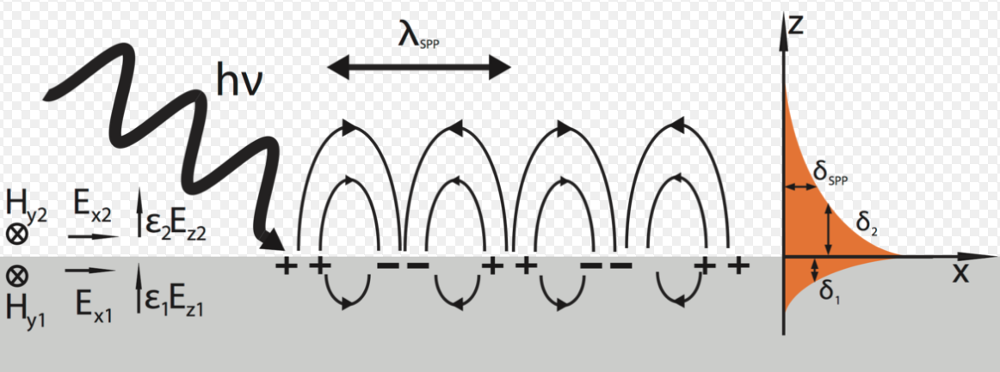 λSPP
hν
z
δSPP
δ2
Hy2 Ex2 ε2Ez2
⊗
+ + − − + + − − + +
x
⊗
Hy1 Ex1 ε1Ez1
δ1